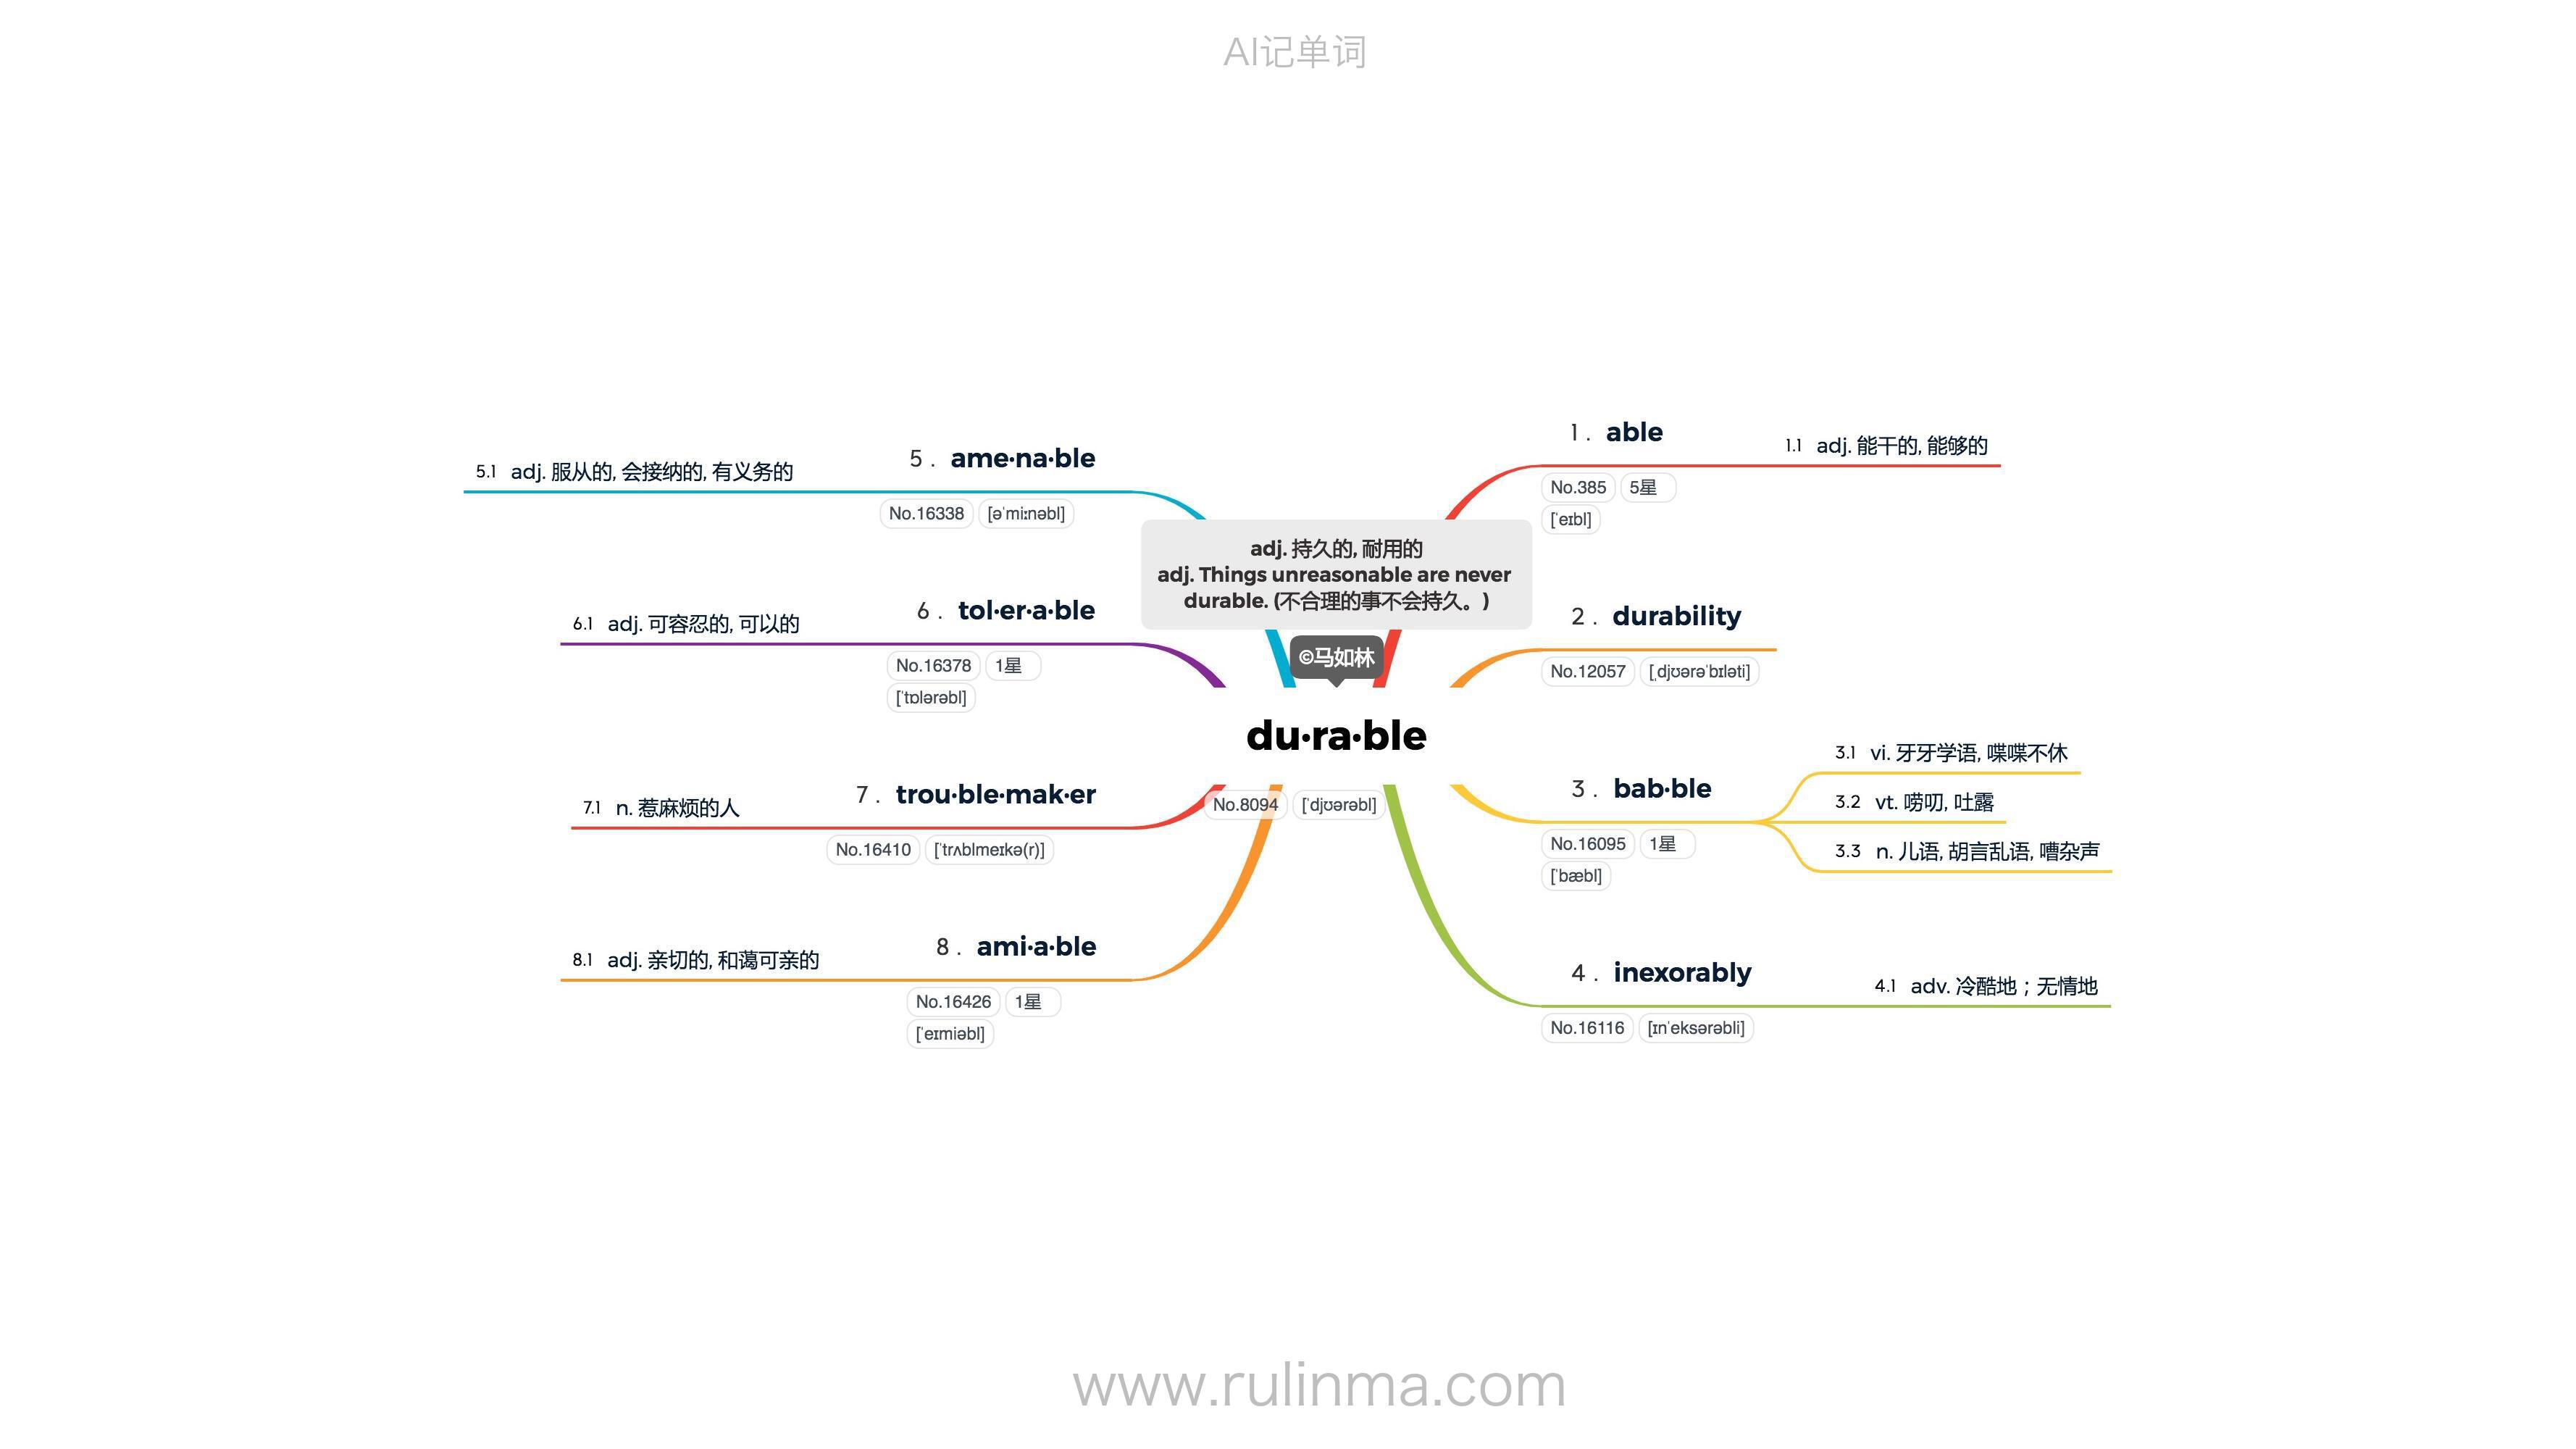 AI记单词
adj. 持久的, 耐用的
adj. Things unreasonable are never
durable. (不合理的事不会持久。)
©马如林
du·ra·ble
No.8094 [ˈdjʊərəbl]
1 . able
No.385 5星
[ˈeɪbl]
1.1 adj. 能干的, 能够的
2 . durability
No.12057 [ˌdjʊərəˈbɪləti]
3 . bab·ble
No.16095 1星
[ˈbæbl]
3.1 vi. 牙牙学语, 喋喋不休
3.2 vt. 唠叨, 吐露
3.3 n. 儿语, 胡言乱语, 嘈杂声
4 . inexorably
No.16116 [ɪnˈeksərəbli]
4.1 adv. 冷酷地；无情地
5 . ame·na·ble
No.16338 [əˈmiːnəbl]
5.1 adj. 服从的, 会接纳的, 有义务的
6 . tol·er·a·ble
No.16378 1星
[ˈtɒlərəbl]
6.1 adj. 可容忍的, 可以的
7 . trou·ble·mak·er
No.16410 [ˈtrʌblmeɪkə(r)]
7.1 n. 惹麻烦的人
8 . ami·a·ble
No.16426 1星
[ˈeɪmiəbl]
8.1 adj. 亲切的, 和蔼可亲的
www.rulinma.com